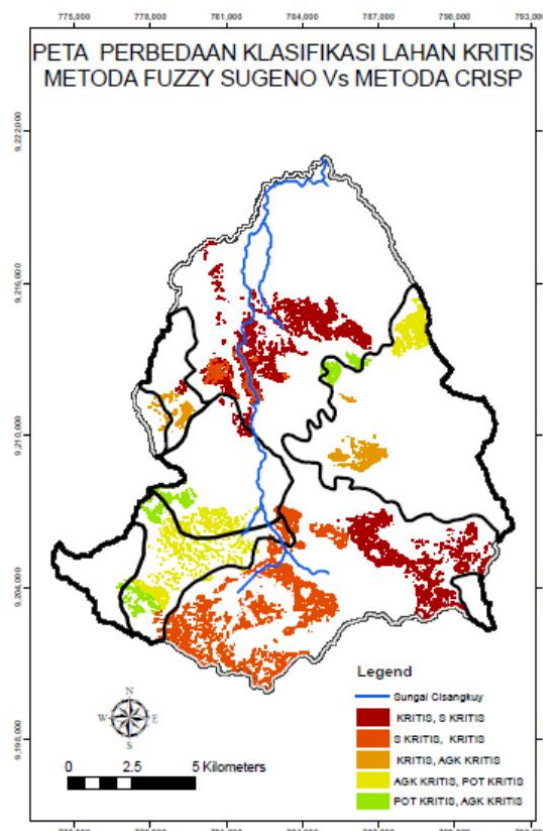 775,000 778,000 781,000 784,000 787,000 790,000 793,000
PETA PERBEDAAN KLASIFIKASI LAHAN KRITIS
METODA FUZZY SUGENO Vs METODA CRISP
9,222,000
9,216,000
9,210,000
9,204,000
9,198,000
Legend
Sungai Cisangkuy
KRITIS, S KRITIS
S KRITIS, KRITIS
KRITIS, AGK KRITIS
AGK KRITIS, POT KRITIS
POT KRITIS, AGK KRITIS
N
W E
S
0 2.5 5 Kilometers